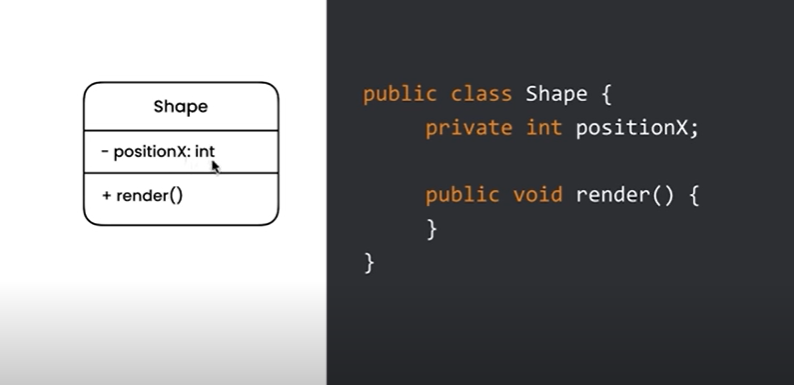 Shape
- positionX: int
+ render()
public class Shape {
private int positionX;
public void render() {
}
}